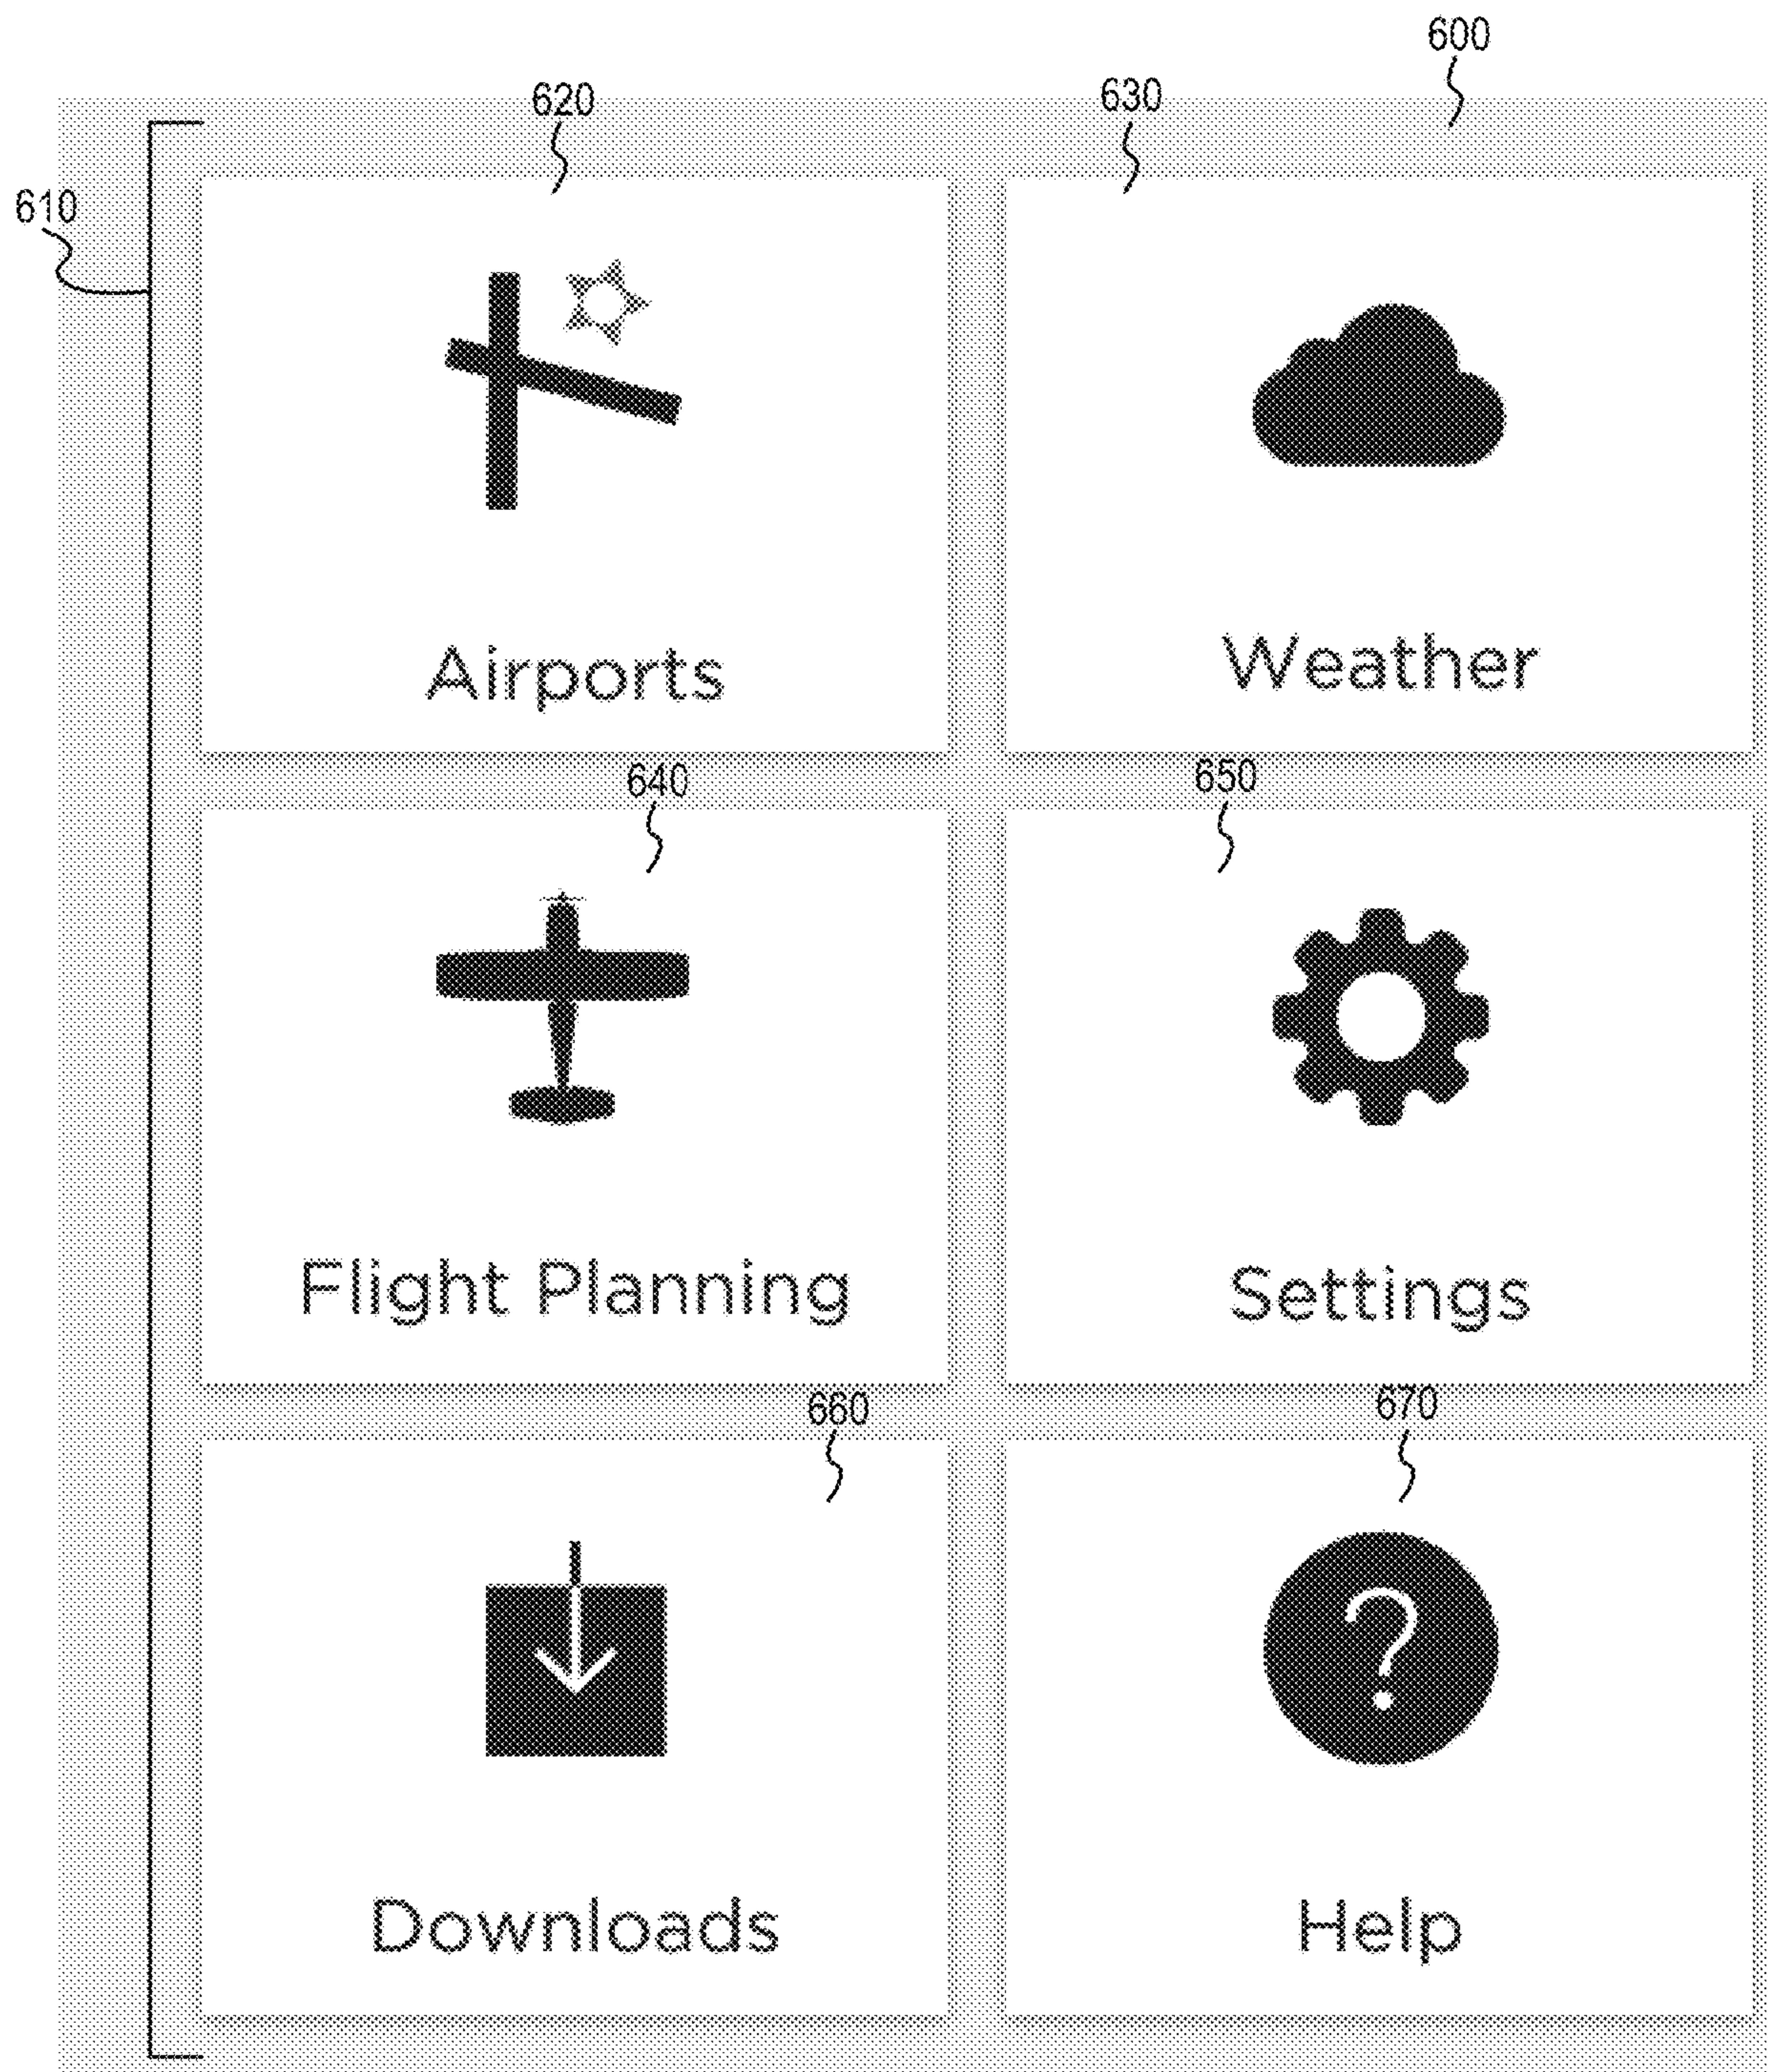 600
620
630
610
Airports
Weather
640
650
Flight Planning
Settings
660
670
?
Downloads
Help